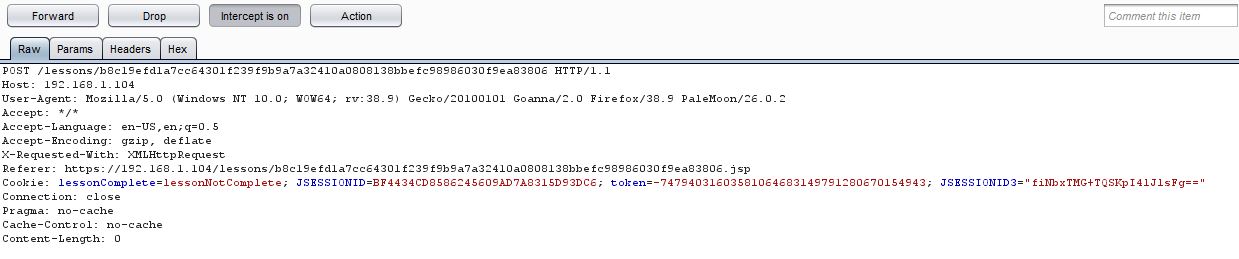 Forward Drop Intercept is on Action Comment this item
Raw Params Headers Hex
POST /lessons/b8c19efd1a7cc64301f239f9b9a7a32410a0808138bbefc98986030f9ea83806 HTTP/1.1
Host: 192.168.1.104
User-Agent: Mozilla/5.0 (Windows NT 10.0; WOW64; rv:38.9) Gecko/20100101 Goanna/2.0 Firefox/38.9 PaleMoon/26.0.2
Accept: */*
Accept-Language: en-US,en;q=0.5
Accept-Encoding: gzip, deflate
X-Requested-With: XMLHttpRequest
Referer: https://192.168.1.104/lessons/b8c19efd1a7cc64301f239f9b9a7a32410a0808138bbefc98986030f9ea83806.jsp
Cookie: lessonComplete=lessonNotComplete; JSESSIONID=BF4434CD8586245609AD7A8315D93DC6; token=-74794031603581064683149791280670154943; JSESSIONID3="fiNbxTMG+TQSKpI41JlsFg=="
Connection: close
Pragma: no-cache
Cache-Control: no-cache
Content-Length: 0